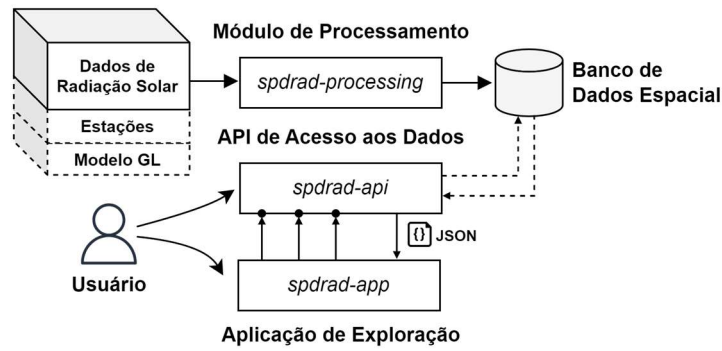 Dados de
Radiação Solar
Estações
Modelo GL
Módulo de Processamento
spdrad-processing
Banco de
Dados Espacial
API de Acesso aos Dados
spdrad-api
{} JSON
Usuário
spdrad-app
Aplicação de Exploração